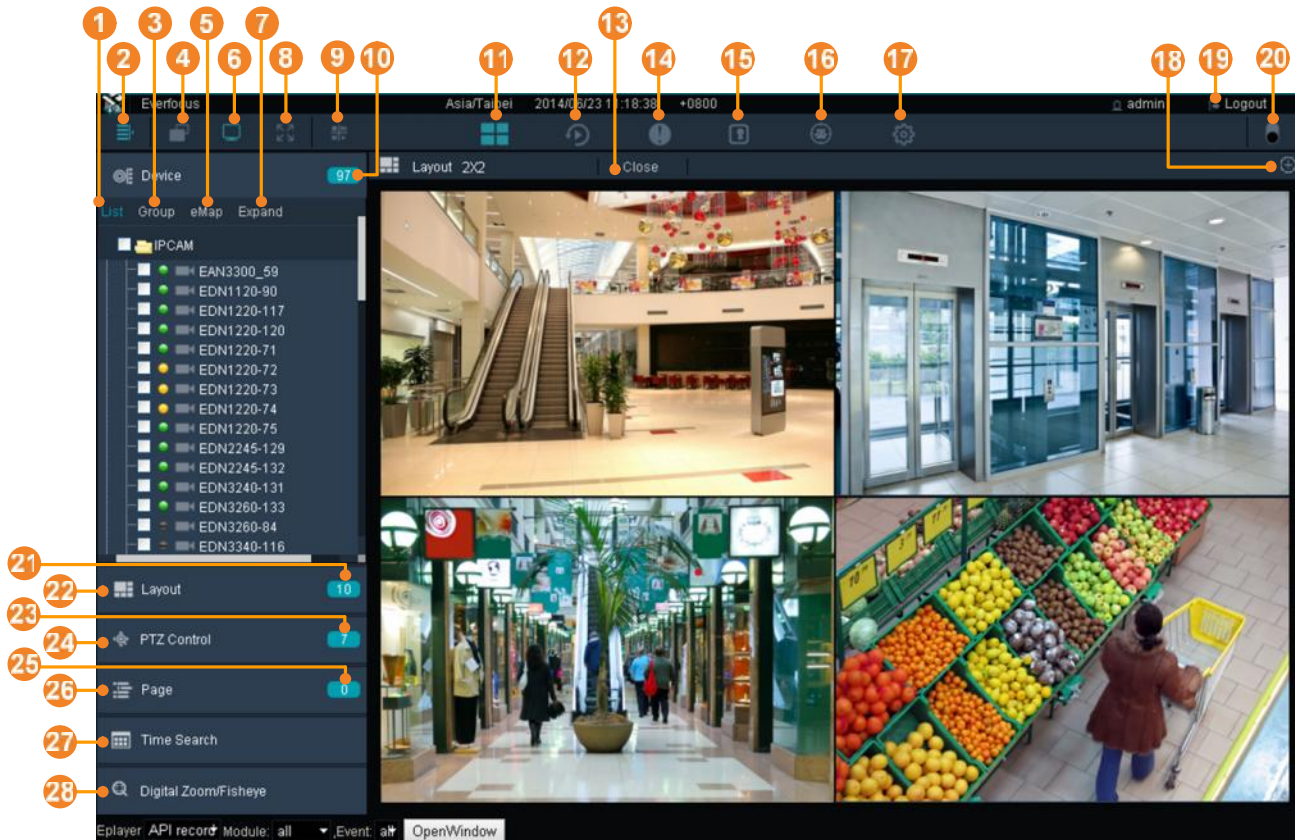 1 3 5 7 13
2 4 6 8 9 10 11 12 14 15 16 17 18 19 20
Everfocus Asia/Taipei 2014/06/23 11:18:38 +0800 admin Logout
Device 97 Layout 2X2 Close
List Group eMap Expand
IPCAM
EAN3300_59
EDN1120-90
EDN1220-117
EDN1220-120
EDN1220-71
EDN1220-72
EDN1220-73
EDN1220-74
EDN1220-75
EDN2245-129
EDN2245-132
EDN3240-131
EDN3260-133
EDN3260-84
EDN3340-116
21
22 Layout 10
23
24 PTZ Control 7
25
26 Page 0
27 Time Search
28 Digital Zoom/Fisheye
Eplayer API record Module: all ,Event: all OpenWindow